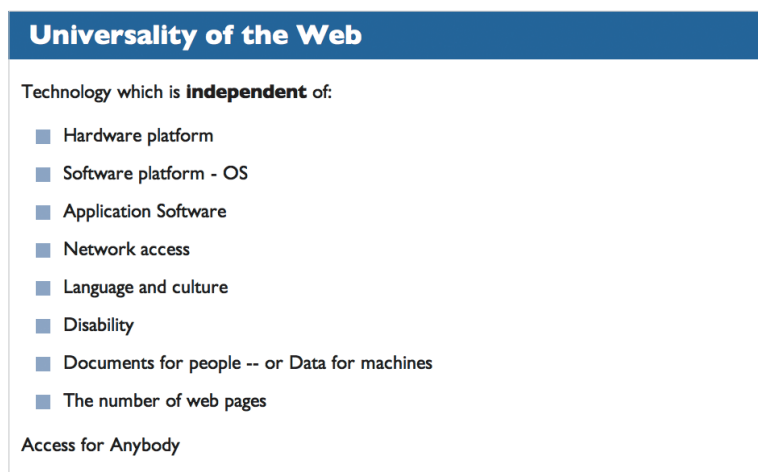 Universality of the Web
Technology which is independent of:
Hardware platform
Software platform - OS
Application Software
Network access
Language and culture
Disability
Documents for people -- or Data for machines
The number of web pages
Access for Anybody